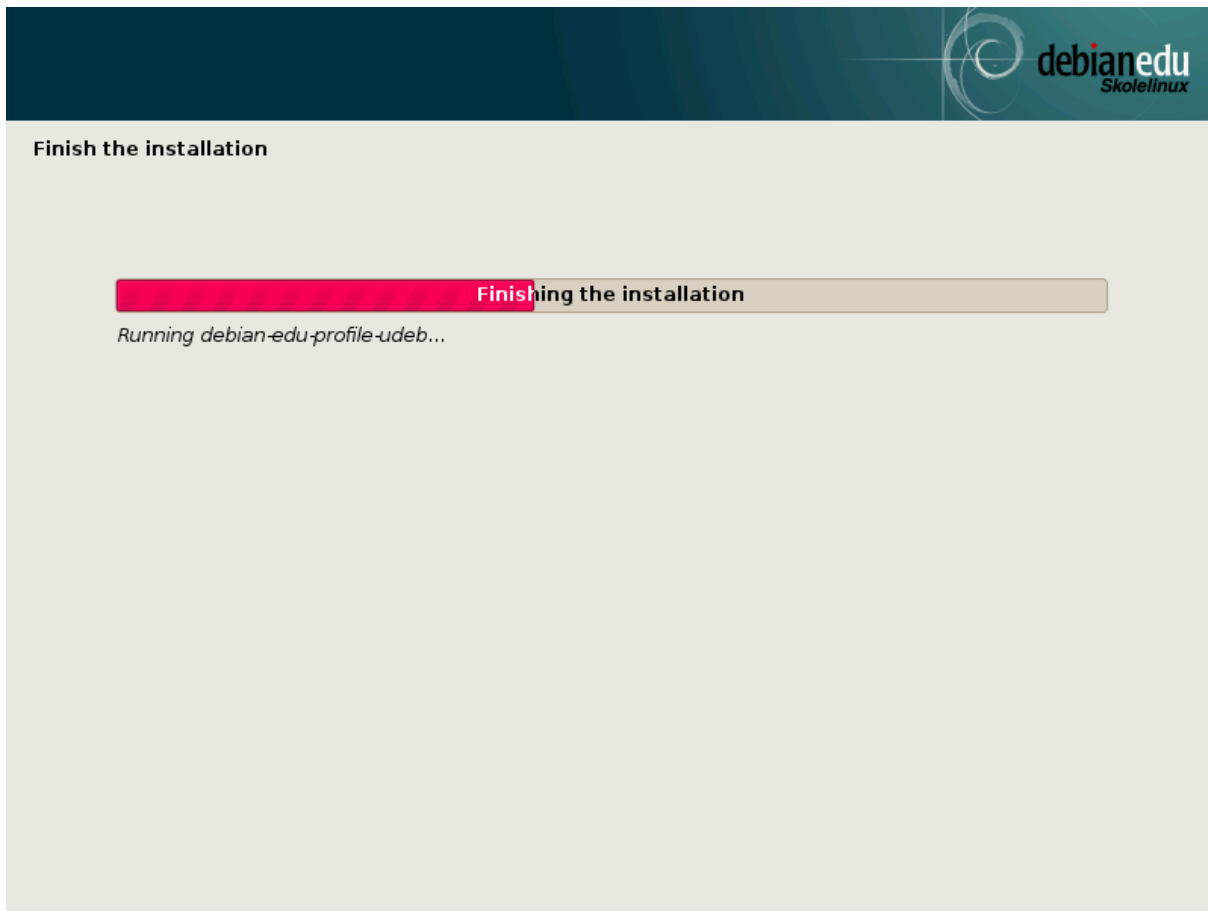 debianedu
Skolelinux
Finish the installation
Finishing the installation
Running debian-edu-profile-udeb...